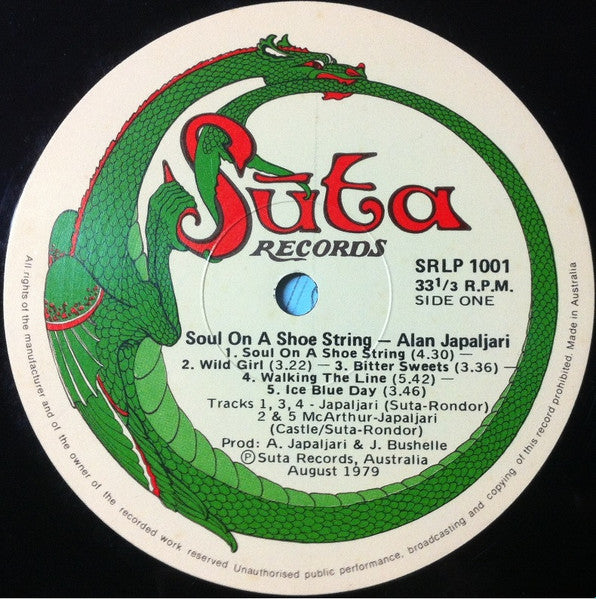 Sūta
RECORDS
SRLP 1001
33 1/3 R.P.M.
SIDE ONE
Soul On A Shoe String — Alan Japaljari
1. Soul On A Shoe String (4.30) —
2. Wild Girl (3.22) — 3. Bitter Sweets (3.36) —
4. Walking The Line (5.42) —
5. Ice Blue Day (3.46)
Tracks 1, 3, 4 - Japaljari (Suta-Rondor)
2 & 5 McArthur-Japaljari
(Castle/Suta-Rondor)
Prod: A. Japaljari & J. Bushelle
Ⓟ Suta Records, Australia
August 1979
All rights of the manufacturer and of the owner of the recorded work reserved Unauthorised public performance, broadcasting and copying of this record prohibited. Made in Australia